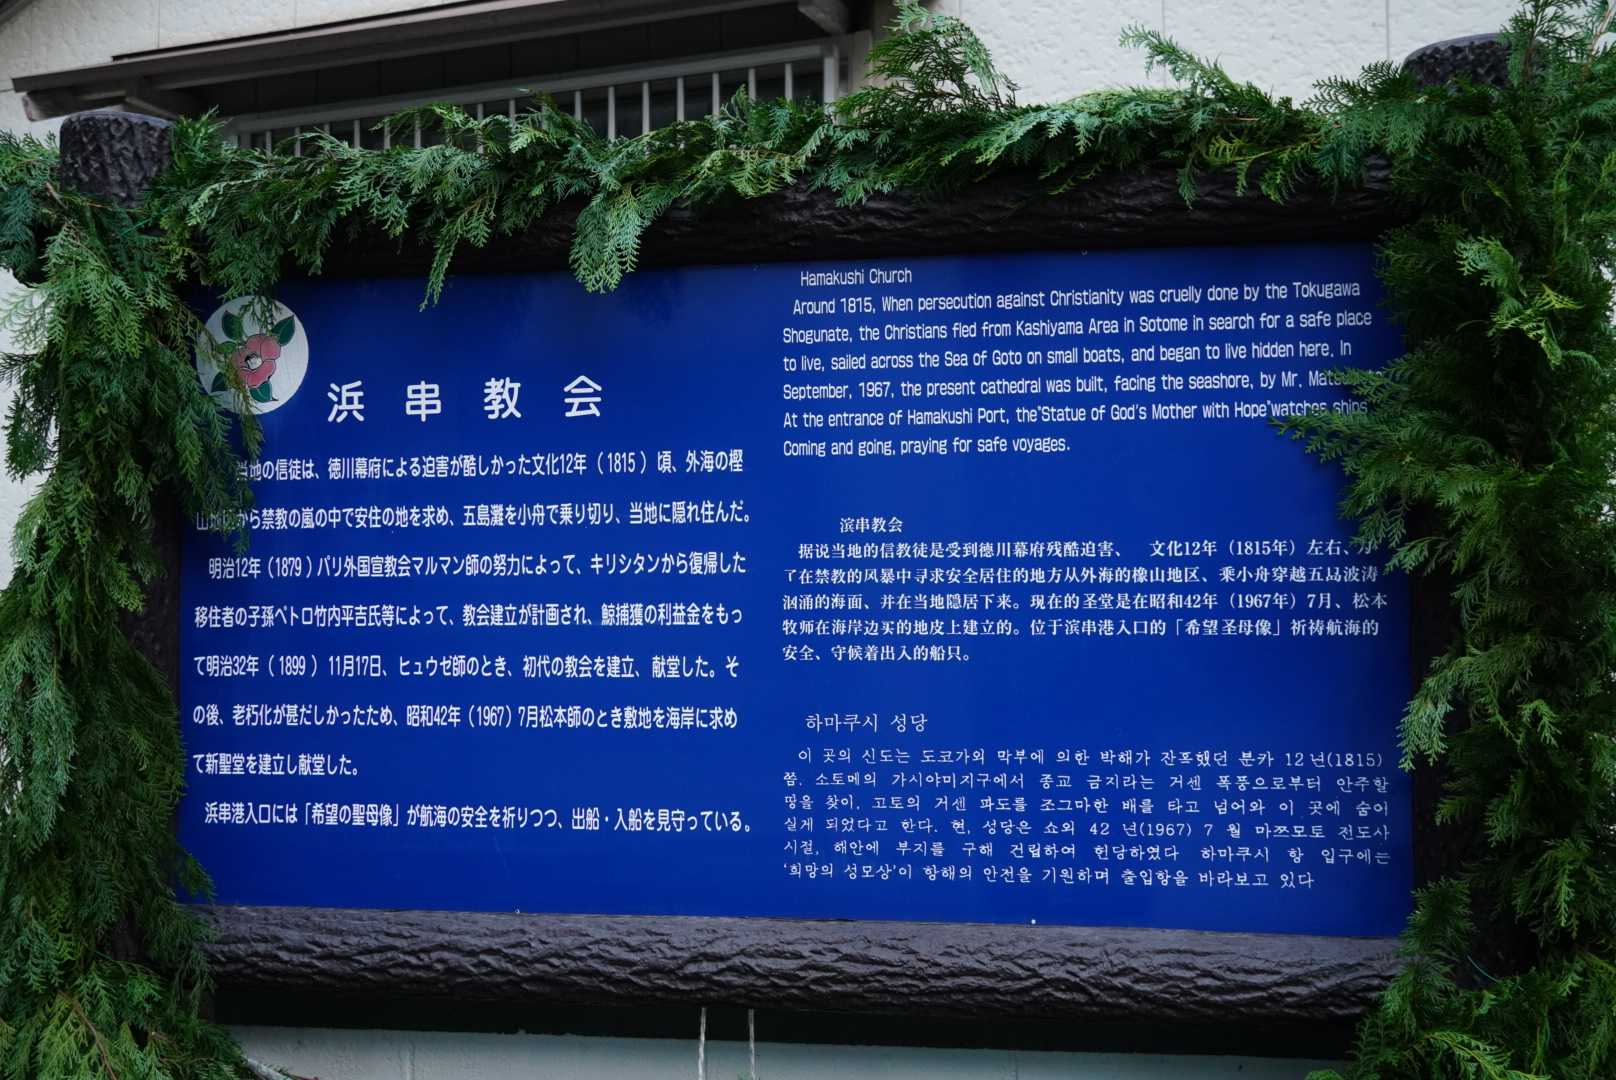 浜串教会
当地の信徒は、徳川幕府による迫害が酷しかった文化12年（1815）頃、外海の樫
山地区から禁教の嵐の中で安住の地を求め、五島灘を小舟で乗り切り、当地に隠れ住んだ。
明治12年（1879）パリ外国宣教会マルマン師の努力によって、キリシタンから復帰した
移住者の子孫ペトロ竹内平吉氏等によって、教会建立が計画され、鯨捕獲の利益金をもっ
て明治32年（1899）11月17日、ヒュウゼ師のとき、初代の教会を建立、献堂した。そ
の後、老朽化が甚だしかったため、昭和42年（1967）7月松本師のとき敷地を海岸に求め
て新聖堂を建立し献堂した。
浜串港入口には「希望の聖母像」が航海の安全を祈りつつ、出船・入船を見守っている。
Hamakushi Church
Around 1815, When persecution against Christianity was cruelly done by the Tokugawa
Shogunate, the Christians fled from Kashiyama Area in Sotome in search for a safe place
to live, sailed across the Sea of Goto on small boats, and began to live hidden here. In
September, 1967, the present cathedral was built, facing the seashore, by Mr.
At the entrance of Hamakushi Port, the"Statue of God's Mother with Hope"watches ships
Coming and going, praying for safe voyages.
滨串教会
据说当地的信教徒是受到徳川幕府残酷迫害、 文化12年（1815年）左右、为
了在禁教的风暴中寻求安全居住的地方从外海的橡山地区、乘小舟穿越五島波涛
汹涌的海面、并在当地隐居下来。现在的圣堂是在昭和42年（1967年）7月、松本
牧师在海岸边买的地皮上建立的。位于滨串港入口的「希望圣母像」祈祷航海的
安全、守候着出入的船只。
하마쿠시 성당
이 곳의 신도는 도코가와 막부에 의한 박해가 잔혹했던 분카 12년(1815)
쯤. 소토메의 가시야미지구에서 종교 금지라는 거센 폭풍으로부터 안주할
땅을 찾이, 고토의 거센 파도를 조그마한 배를 타고 넘어와 이 곳에 숨어
실게 되었다고 한다. 현, 성당은 쇼와 42 년(1967) 7 월 마쯔모토 전도사
시절, 해안에 부지를 구해 건립하여 헌당하였다 하마쿠시 항 입구에는
'희망의 성모상'이 항해의 안전을 기원하며 출입항을 바라보고 있다